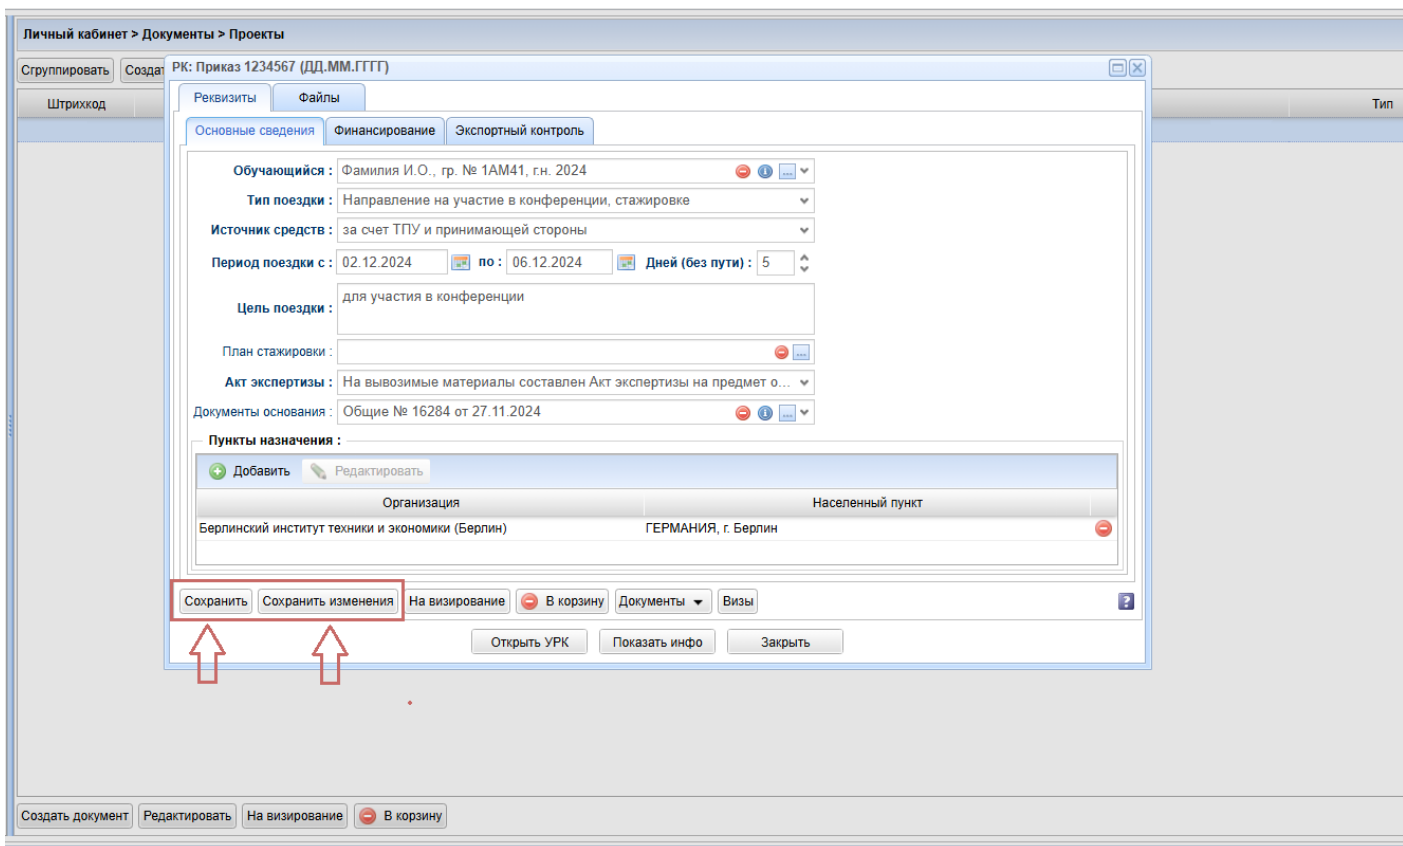 Личный кабинет > Документы > Проекты
Сгруппировать
РК: Приказ 1234567 (ДД.ММ.ГГГГ)
Штрихкод
Тип
Реквизиты Файлы
Основные сведения Финансирование Экспортный контроль
Обучающийся : Фамилия И.О., гр. № 1АМ41, г.н. 2024
Тип поездки : Направление на участие в конференции, стажировке
Источник средств : за счет ТПУ и принимающей стороны
Период поездки с : 02.12.2024 по : 06.12.2024 Дней (без пути) : 5
Цель поездки : для участия в конференции
План стажировки :
Акт экспертизы : На вывозимые материалы составлен Акт экспертизы на предмет о...
Документы основания : Общие № 16284 от 27.11.2024
Пункты назначения :
Добавить Редактировать
Организация Населенный пункт
Берлинский институт техники и экономики (Берлин) ГЕРМАНИЯ, г. Берлин
Сохранить Сохранить изменения На визирование В корзину Документы Визы ?
Открыть УРК Показать инфо Закрыть
Создать документ Редактировать На визирование В корзину